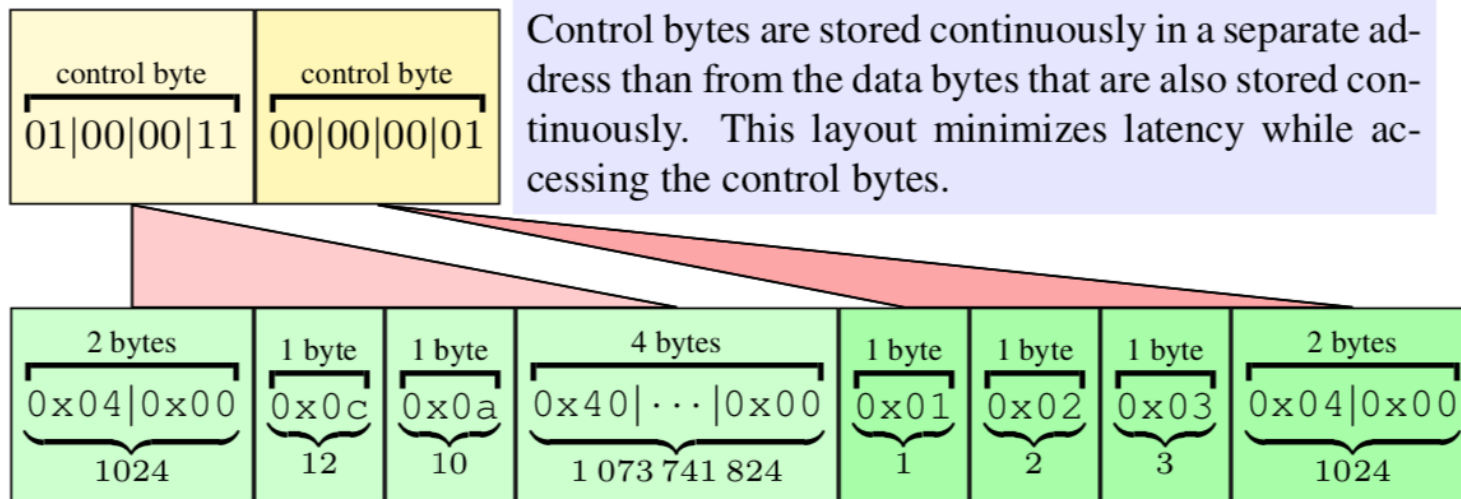 control byte control byte
01|00|00|11 00|00|00|01
Control bytes are stored continuously in a separate ad-
dress than from the data bytes that are also stored con-
tinuously. This layout minimizes latency while ac-
cessing the control bytes.
2 bytes 1 byte 1 byte 4 bytes 1 byte 1 byte 1 byte 2 bytes
0x04|0x00 0x0c 0x0a 0x40|···|0x00 0x01 0x02 0x03 0x04|0x00
1024 12 10 1 073 741 824 1 2 3 1024